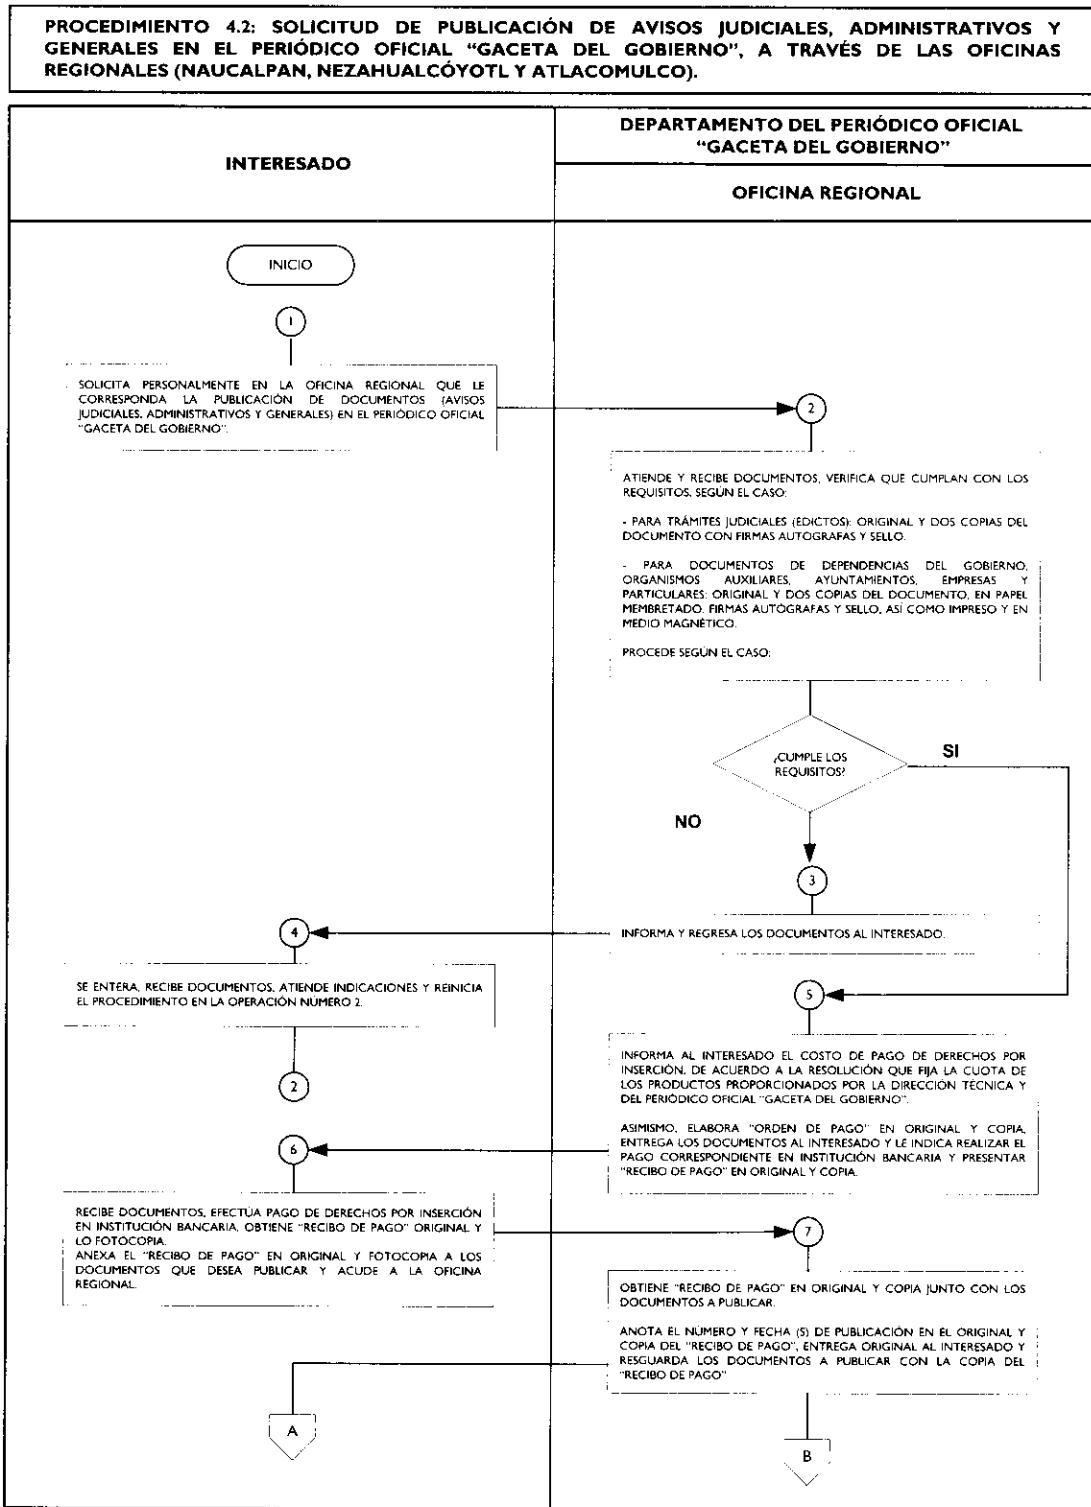 PROCEDIMIENTO 4.2: SOLICITUD DE PUBLICACIÓN DE AVISOS JUDICIALES, ADMINISTRATIVOS Y
GENERALES EN EL PERIÓDICO OFICIAL “GACETA DEL GOBIERNO”, A TRAVÉS DE LAS OFICINAS
REGIONALES (NAUCALPAN, NEZAHUALCÓYOTL Y ATLACOMULCO).
INTERESADO
DEPARTAMENTO DEL PERIÓDICO OFICIAL
“GACETA DEL GOBIERNO”
OFICINA REGIONAL
INICIO
1
SOLICITA PERSONALMENTE EN LA OFICINA REGIONAL QUE LE
CORRESPONDA LA PUBLICACIÓN DE DOCUMENTOS (AVISOS
JUDICIALES, ADMINISTRATIVOS Y GENERALES) EN EL PERIÓDICO OFICIAL
“GACETA DEL GOBIERNO”.
2
ATIENDE Y RECIBE DOCUMENTOS, VERIFICA QUE CUMPLAN CON LOS
REQUISITOS, SEGÚN EL CASO:
- PARA TRÁMITES JUDICIALES (EDICTOS): ORIGINAL Y DOS COPIAS DEL
DOCUMENTO CON FIRMAS AUTOGRAFAS Y SELLO.
- PARA DOCUMENTOS DE DEPENDENCIAS DEL GOBIERNO,
ORGANISMOS AUXILIARES, AYUNTAMIENTOS, EMPRESAS Y
PARTICULARES: ORIGINAL Y DOS COPIAS DEL DOCUMENTO, EN PAPEL
MEMBRETADO, FIRMAS AUTÓGRAFAS Y SELLO, ASÍ COMO IMPRESO Y EN
MEDIO MAGNÉTICO.
PROCEDE SEGÚN EL CASO:
¿CUMPLE LOS
REQUISITOS?
SI
NO
3
INFORMA Y REGRESA LOS DOCUMENTOS AL INTERESADO.
4
SE ENTERA, RECIBE DOCUMENTOS, ATIENDE INDICACIONES Y REINICIA
EL PROCEDIMIENTO EN LA OPERACIÓN NÚMERO 2.
2
5
INFORMA AL INTERESADO EL COSTO DE PAGO DE DERECHOS POR
INSERCIÓN, DE ACUERDO A LA RESOLUCIÓN QUE FIJA LA CUOTA DE
LOS PRODUCTOS PROPORCIONADOS POR LA DIRECCIÓN TÉCNICA Y
DEL PERIÓDICO OFICIAL “GACETA DEL GOBIERNO”.
ASIMISMO, ELABORA “ORDEN DE PAGO” EN ORIGINAL Y COPIA,
ENTREGA LOS DOCUMENTOS AL INTERESADO Y LE INDICA REALIZAR EL
PAGO CORRESPONDIENTE EN INSTITUCIÓN BANCARIA Y PRESENTAR
“RECIBO DE PAGO” EN ORIGINAL Y COPIA.
6
RECIBE DOCUMENTOS, EFECTÚA PAGO DE DERECHOS POR INSERCIÓN
EN INSTITUCIÓN BANCARIA, OBTIENE “RECIBO DE PAGO” ORIGINAL Y
LO FOTOCOPIA.
ANEXA EL “RECIBO DE PAGO” EN ORIGINAL Y FOTOCOPIA A LOS
DOCUMENTOS QUE DESEA PUBLICAR Y ACUDE A LA OFICINA
REGIONAL.
7
OBTIENE “RECIBO DE PAGO” EN ORIGINAL Y COPIA JUNTO CON LOS
DOCUMENTOS A PUBLICAR.
ANOTA EL NÚMERO Y FECHA (S) DE PUBLICACIÓN EN EL ORIGINAL Y
COPIA DEL “RECIBO DE PAGO”, ENTREGA ORIGINAL AL INTERESADO Y
RESGUARDA LOS DOCUMENTOS A PUBLICAR CON LA COPIA DEL
“RECIBO DE PAGO”
A
B